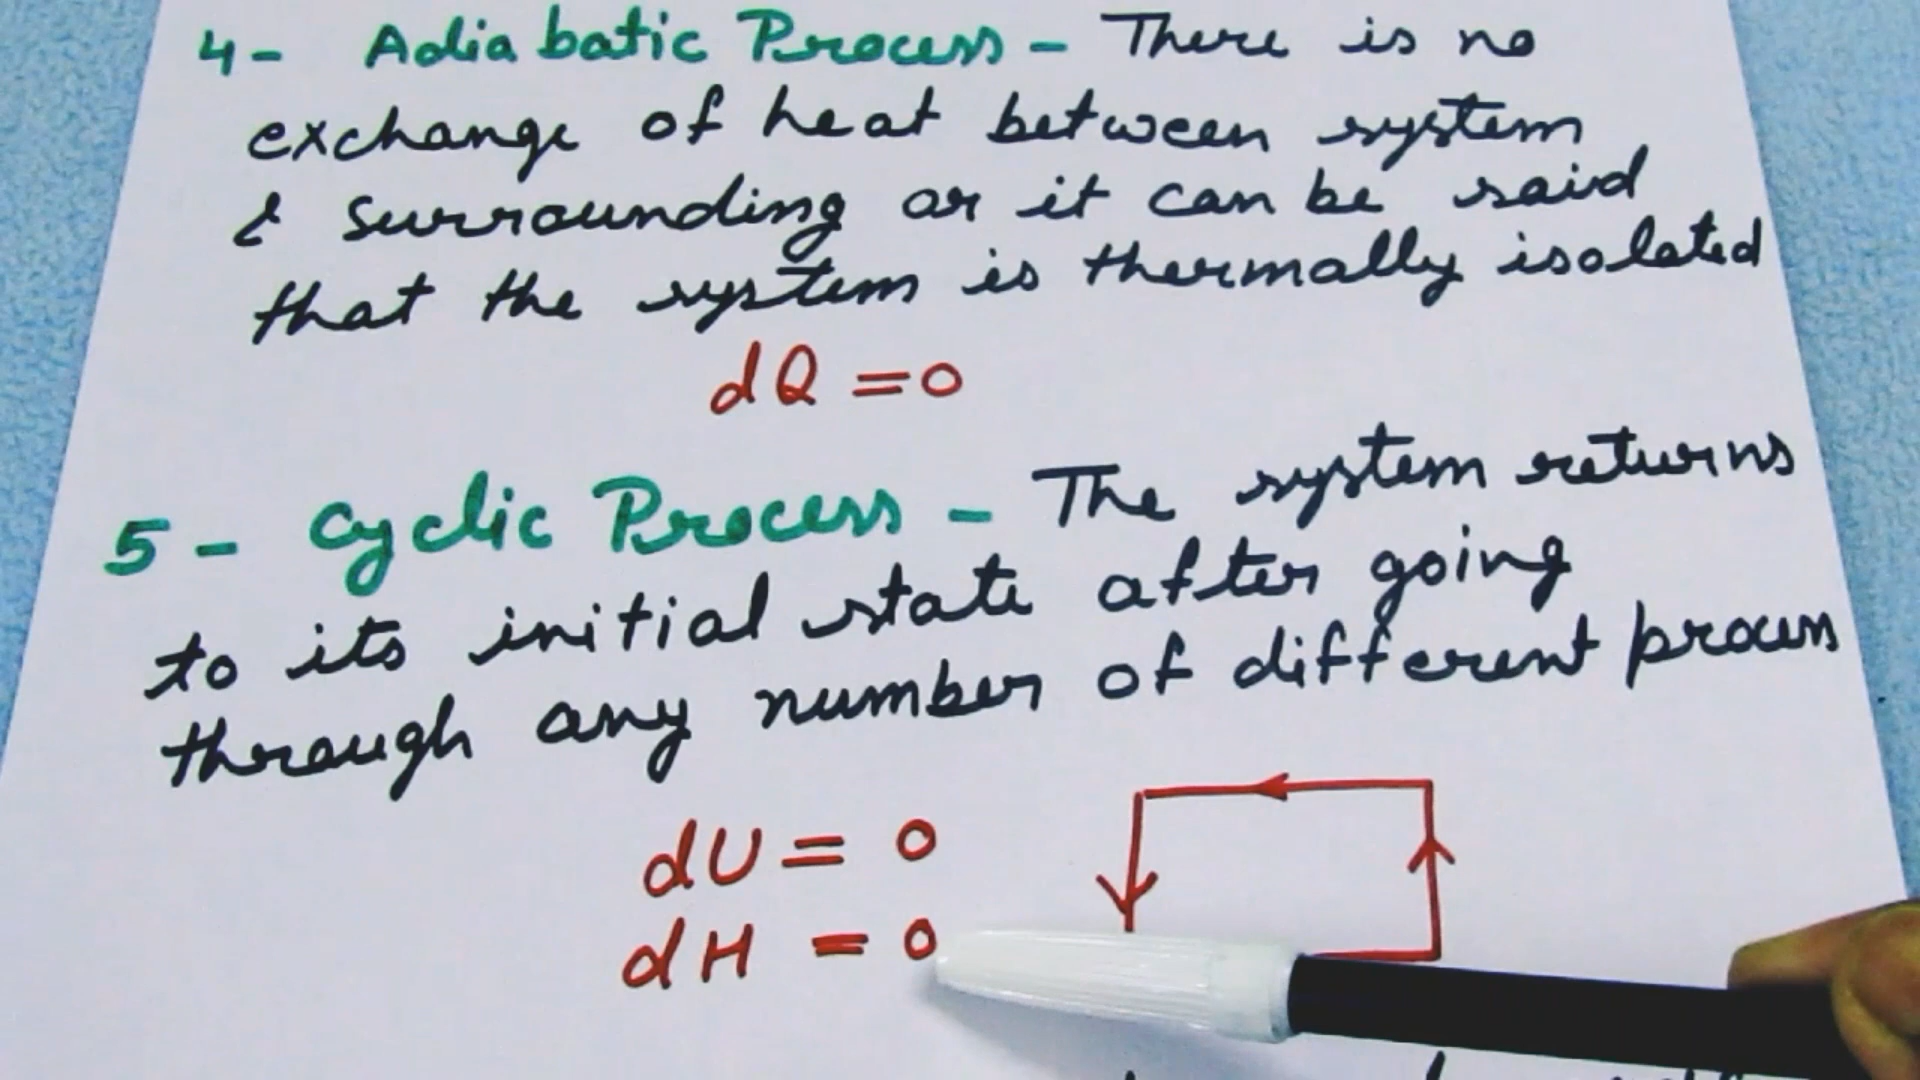 4- Adiabatic Process - There is no
exchange of heat between system
& surrounding or it can be said
that the system is thermally isolated
dQ = 0
5- Cyclic Process - The system returns
to its initial state after going
through any number of different process
dU = 0
dH = 0